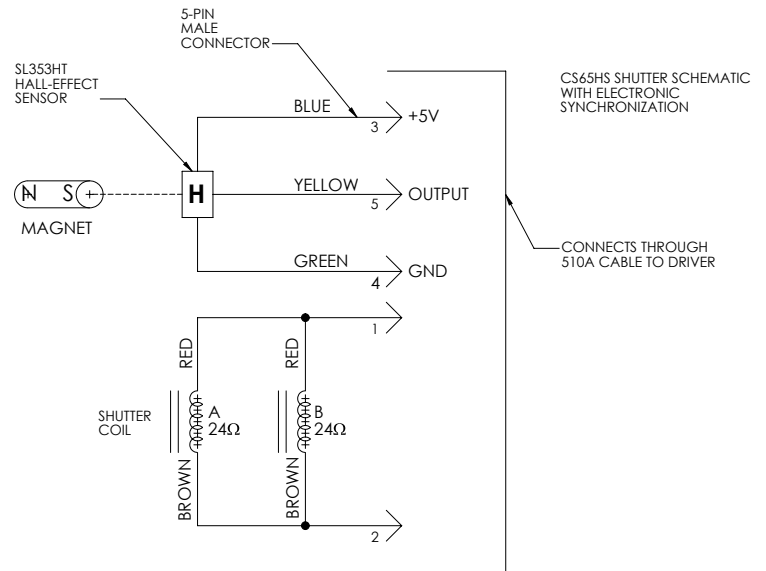 5-PIN
MALE
CONNECTOR
SL353HT
HALL-EFFECT
SENSOR
CS65HS SHUTTER SCHEMATIC
WITH ELECTRONIC
SYNCHRONIZATION
BLUE
3
+5V
N S
H
YELLOW
5
OUTPUT
MAGNET
CONNECTS THROUGH
510A CABLE TO DRIVER
GREEN
4
GND
1
RED
RED
SHUTTER
COIL
A
24Ω
B
24Ω
BROWN
BROWN
2